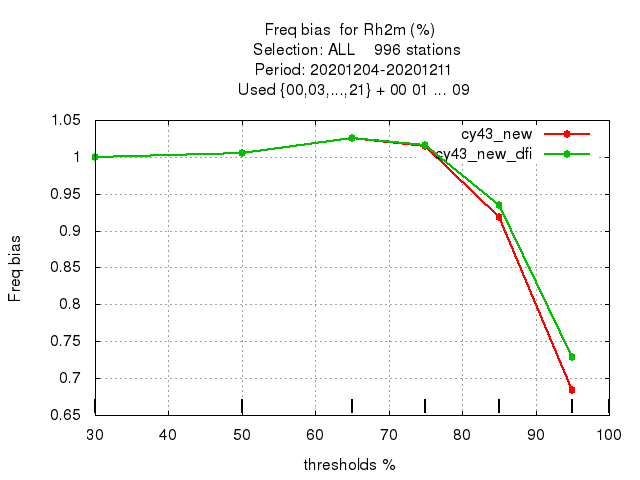 Freq bias  for Rh2m (%)
Selection: ALL    996 stations
Period: 20201204-20201211
Used {00,03,...,21} + 00 01 ... 09
1.05
1
0.95
0.9
0.85
0.8
0.75
0.7
0.65
Freq bias
cy43_new
cy43_new_dfi
30 40 50 60 70 80 90 100
thresholds %